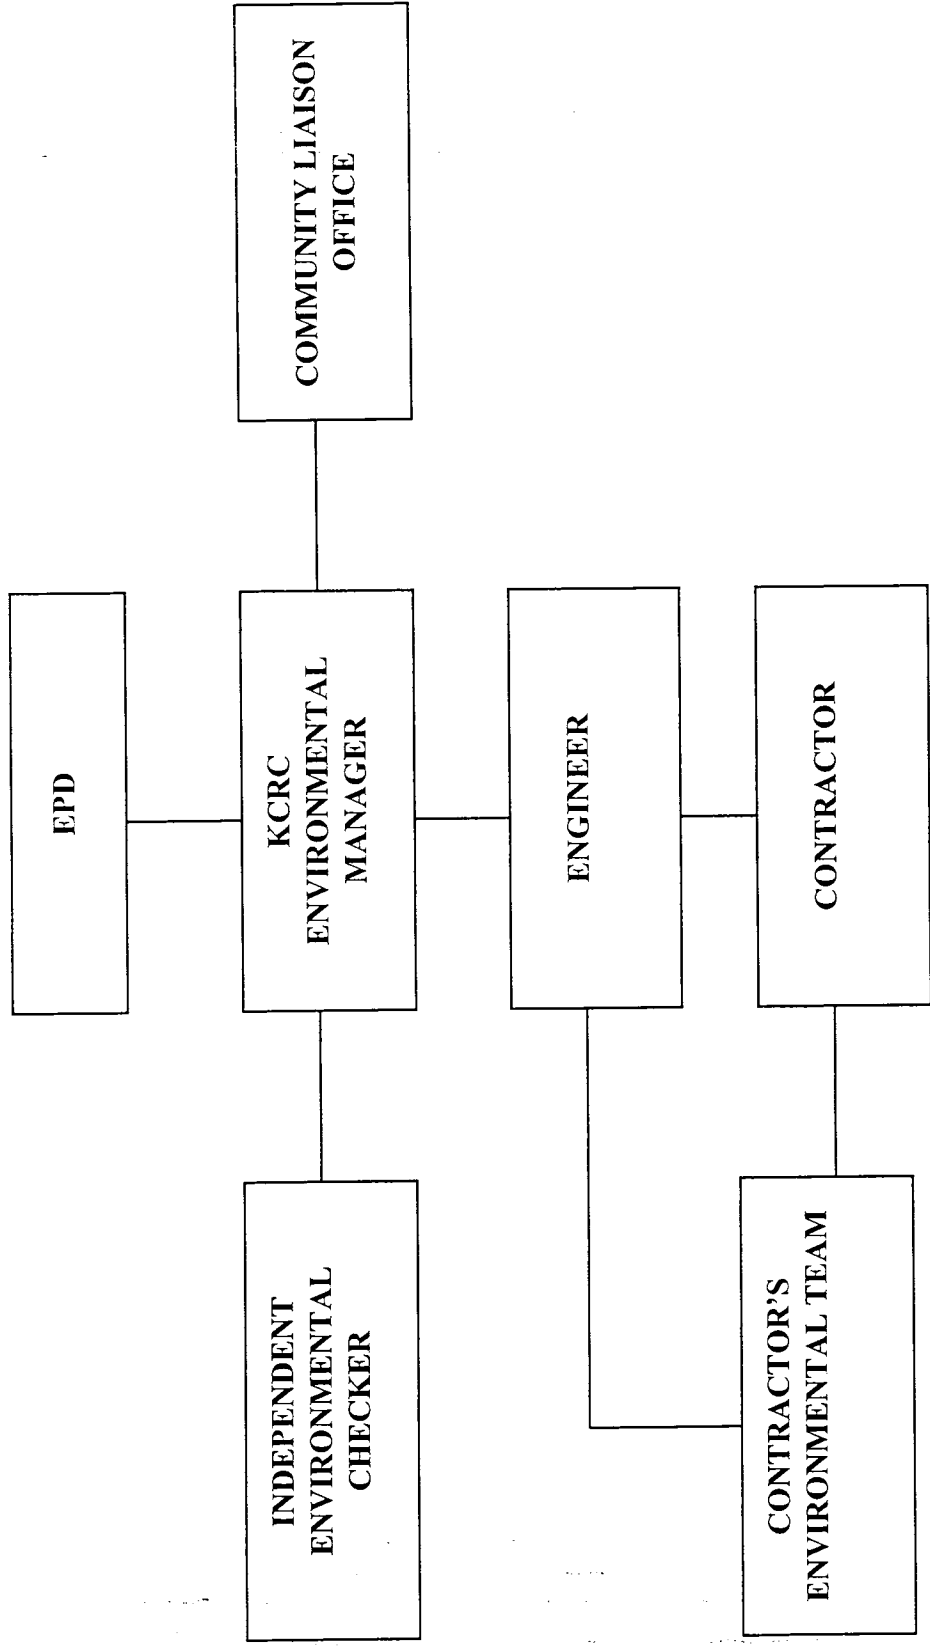 EPD
INDEPENDENT
ENVIRONMENTAL
CHECKER
KCRC
ENVIRONMENTAL
MANAGER
COMMUNITY LIAISON
OFFICE
ENGINEER
CONTRACTOR'S
ENVIRONMENTAL TEAM
CONTRACTOR